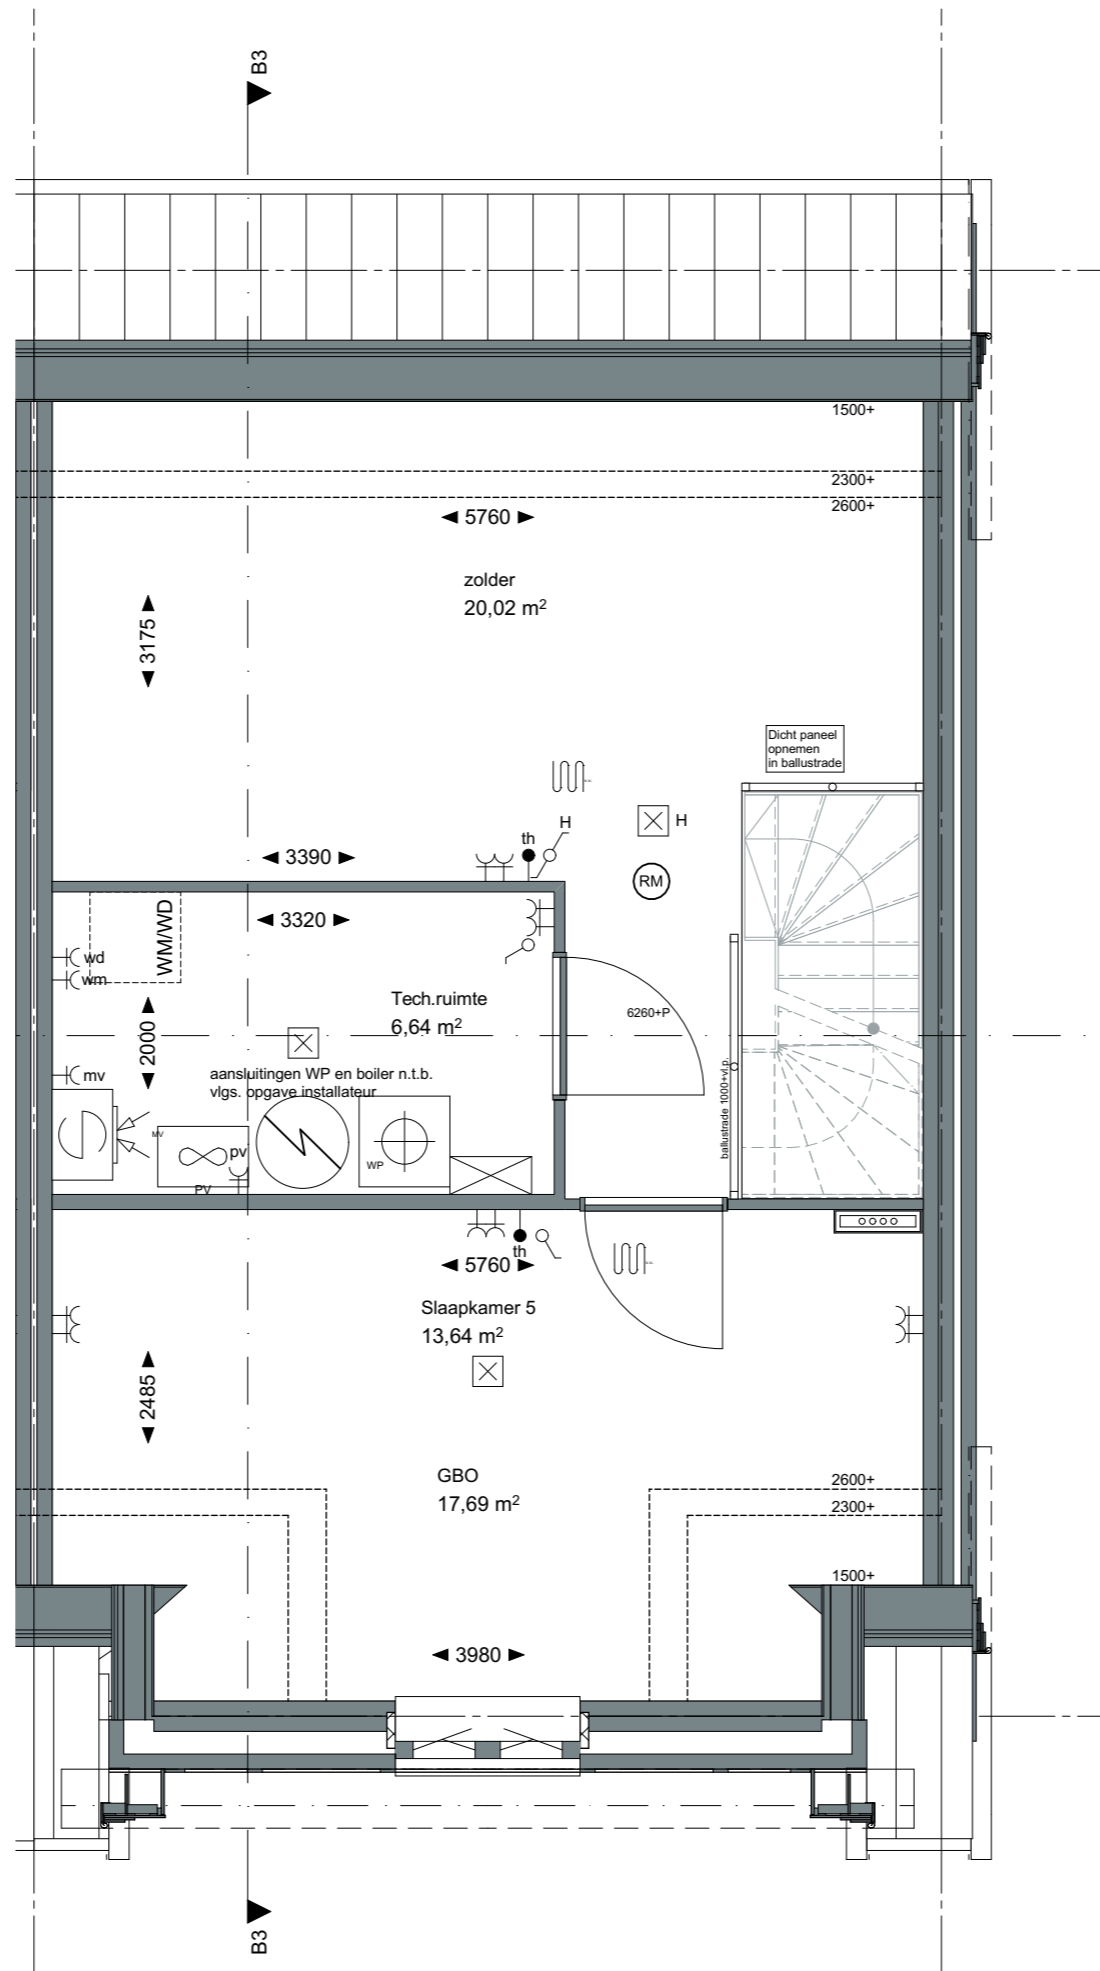 B3
1500+
2300+
2600+
5760
zolder
20,02 m²
3175
Dicht paneel
opnemen
in ballustrade
H
H
th
3390
RM
3320
WM/WD
wd
wm
Tech.ruimte
6,64 m²
6260+P
2000
aansluitingen WP en boiler n.t.b.
vlgs. opgave installateur
mv
ballustrade 1000+vl.p.
MV
pv
WP
PV
th
5760
Slaapkamer 5
13,64 m²
2485
GBO
17,69 m²
2600+
2300+
1500+
3980
B3